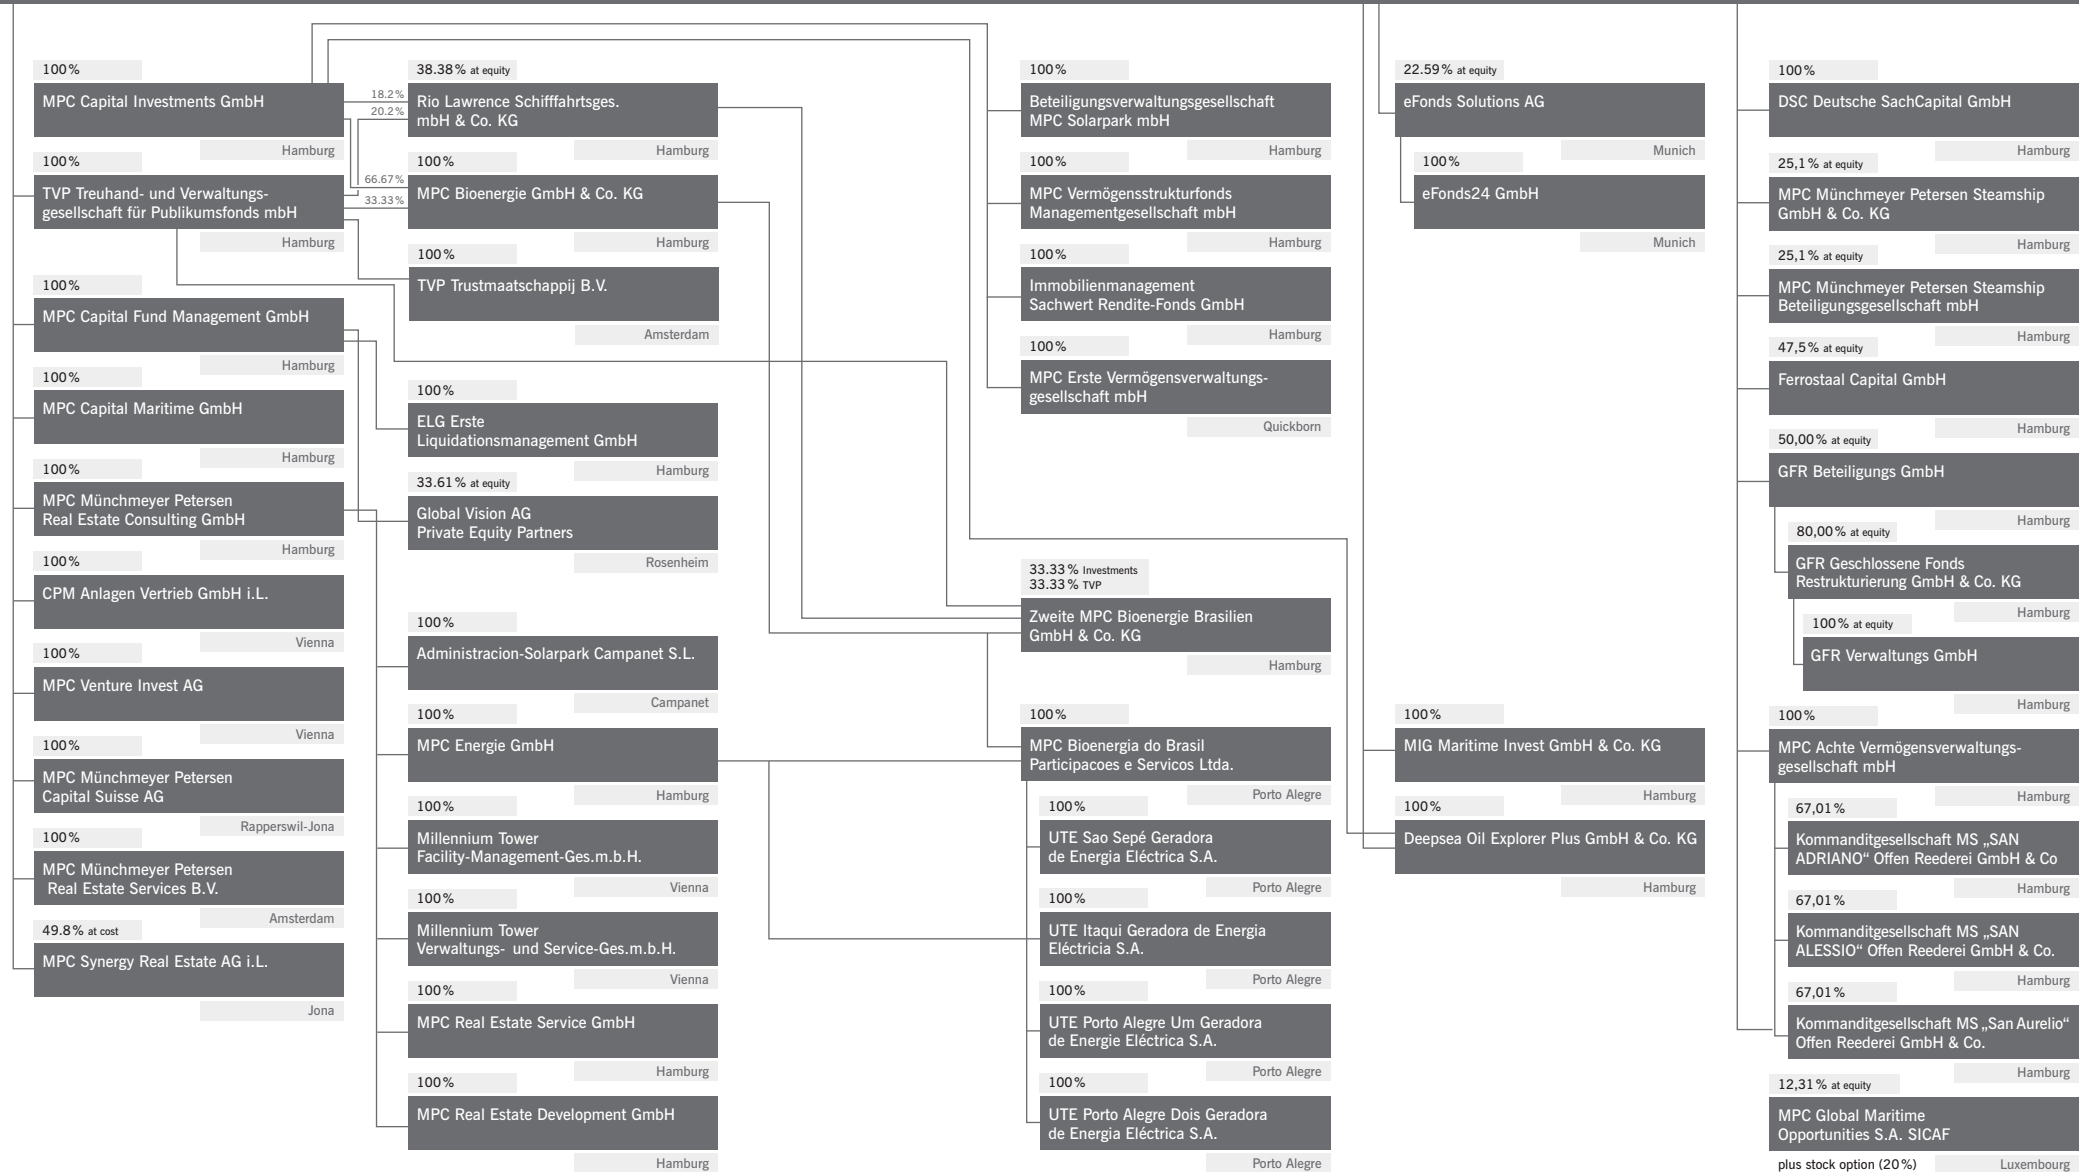 100%
MPC Capital Investments GmbH
Hamburg
100%
TVP Treuhand- und Verwaltungs-
gesellschaft für Publikumsfonds mbH
Hamburg
100%
MPC Capital Fund Management GmbH
Hamburg
100%
MPC Capital Maritime GmbH
Hamburg
100%
MPC Münchmeyer Petersen
Real Estate Consulting GmbH
Hamburg
100%
CPM Anlagen Vertrieb GmbH i.L.
Vienna
100%
MPC Venture Invest AG
Vienna
100%
MPC Münchmeyer Petersen
Capital Suisse AG
Rapperswil-Jona
100%
MPC Münchmeyer Petersen
Real Estate Services B.V.
Amsterdam
49.8% at cost
MPC Synergy Real Estate AG i.L.
Jona
18.2%
20.2%
66.67%
33.33%
38.38% at equity
Rio Lawrence Schifffahrtsges.
mbH & Co. KG
Hamburg
100%
MPC Bioenergie GmbH & Co. KG
Hamburg
100%
TVP Trustmaatschappij B.V.
Amsterdam
100%
ELG Erste
Liquidationsmanagement GmbH
Hamburg
33.61% at equity
Global Vision AG
Private Equity Partners
Rosenheim
100%
Administracion-Solarpark Campanet S.L.
Campanet
100%
MPC Energie GmbH
Hamburg
100%
Millennium Tower
Facility-Management-Ges.m.b.H.
Vienna
100%
Millennium Tower
Verwaltungs- und Service-Ges.m.b.H.
Vienna
100%
MPC Real Estate Service GmbH
Hamburg
100%
MPC Real Estate Development GmbH
Hamburg
100%
Beteiligungsverwaltungsgesellschaft
MPC Solarpark mbH
Hamburg
100%
MPC Vermögensstrukturfonds
Managementgesellschaft mbH
Hamburg
100%
Immobilienmanagement
Sachwert Rendite-Fonds GmbH
Hamburg
100%
MPC Erste Vermögensverwaltungs-
gesellschaft mbH
Quickborn
33.33% Investments
33.33% TVP
Zweite MPC Bioenergie Brasilien
GmbH & Co. KG
Hamburg
100%
MPC Bioenergia do Brasil
Participacoes e Servicos Ltda.
Porto Alegre
100%
UTE Sao Sepé Geradora
de Energia Eléctrica S.A.
Porto Alegre
100%
UTE Itaqui Geradora de Energia
Eléctricia S.A.
Porto Alegre
100%
UTE Porto Alegre Um Geradora
de Energie Eléctrica S.A.
Porto Alegre
100%
UTE Porto Alegre Dois Geradora
de Energia Eléctrica S.A.
Porto Alegre
22.59% at equity
eFonds Solutions AG
Munich
100%
eFonds24 GmbH
Munich
100%
MIG Maritime Invest GmbH & Co. KG
Hamburg
100%
Deepsea Oil Explorer Plus GmbH & Co. KG
Hamburg
100%
DSC Deutsche SachCapital GmbH
Hamburg
25,1% at equity
MPC Münchmeyer Petersen Steamship
GmbH & Co. KG
Hamburg
25,1% at equity
MPC Münchmeyer Petersen Steamship
Beteiligungsgesellschaft mbH
Hamburg
47,5% at equity
Ferrostaal Capital GmbH
Hamburg
50,00% at equity
GFR Beteiligungs GmbH
Hamburg
80,00% at equity
GFR Geschlossene Fonds
Restrukturierung GmbH & Co. KG
Hamburg
100% at equity
GFR Verwaltungs GmbH
Hamburg
100%
MPC Achte Vermögensverwaltungs-
gesellschaft mbH
Hamburg
67,01%
Kommanditgesellschaft MS „SAN
ADRIANO“ Offen Reederei GmbH & Co
Hamburg
67,01%
Kommanditgesellschaft MS „SAN
ALESSIO“ Offen Reederei GmbH & Co.
Hamburg
67,01%
Kommanditgesellschaft MS „San Aurelio“
Offen Reederei GmbH & Co.
Hamburg
12,31% at equity
MPC Global Maritime
Opportunities S.A. SICAF
plus stock option (20%)
Luxembourg